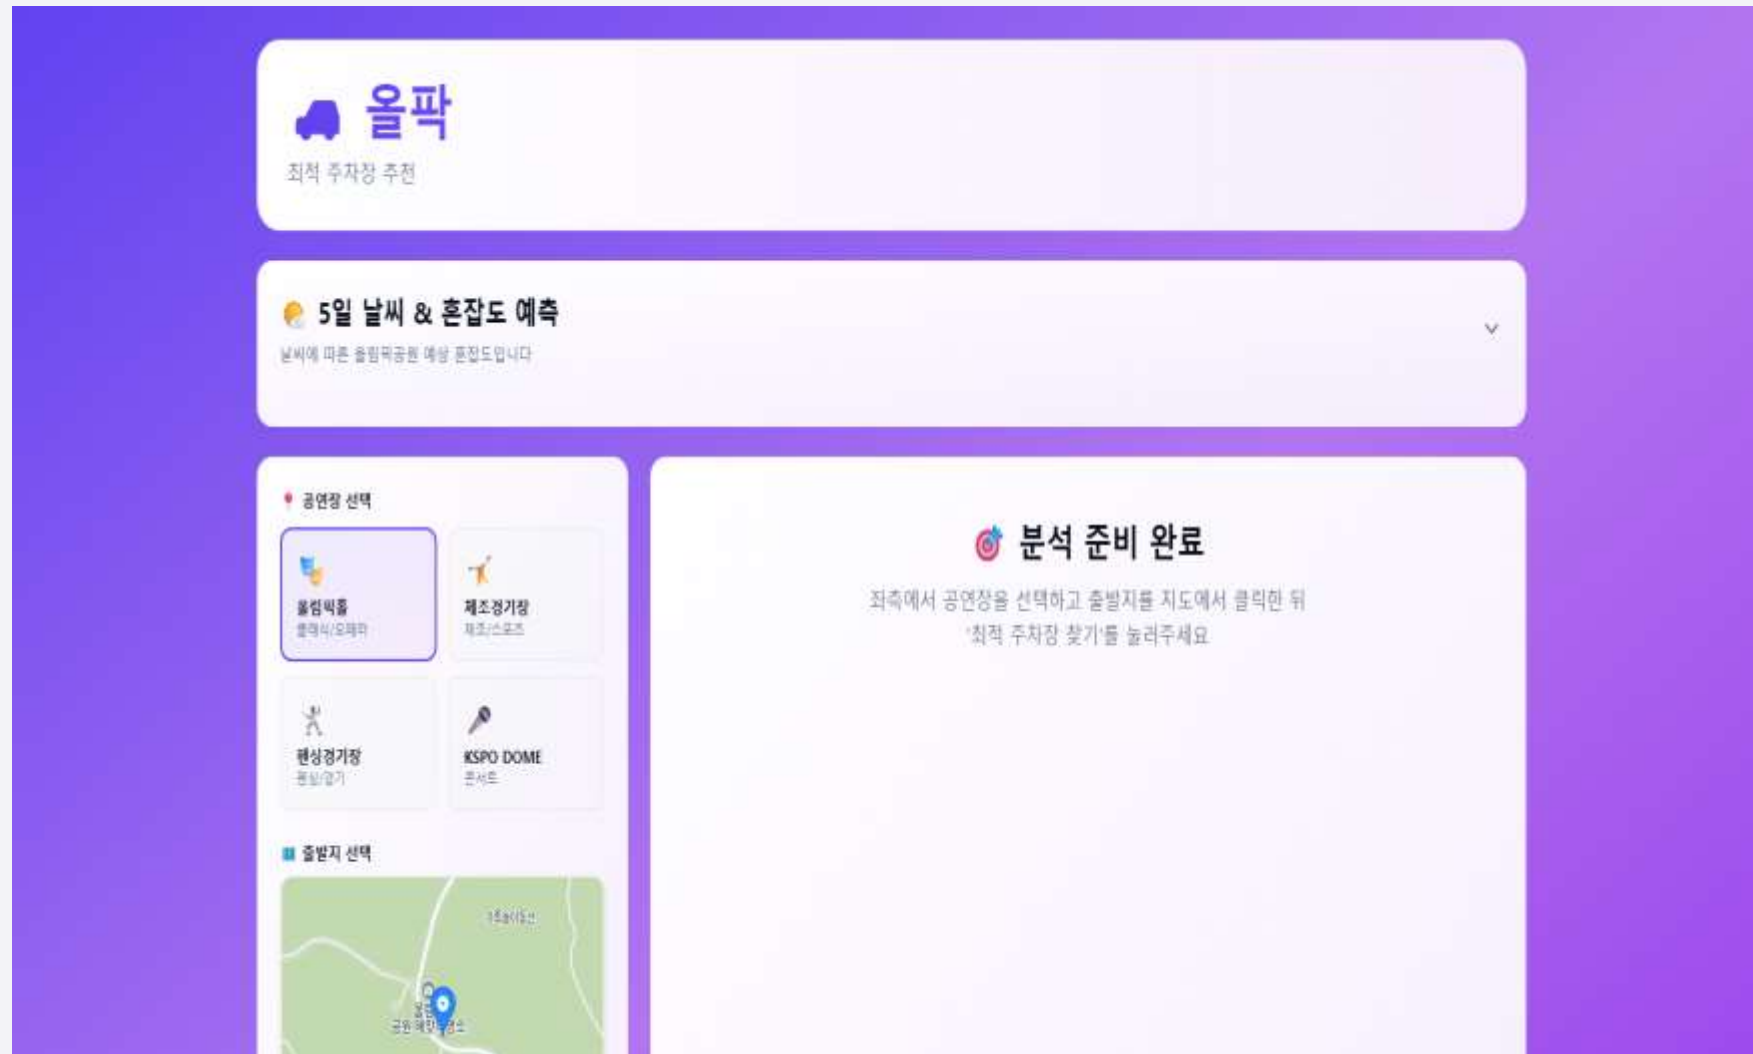 올팍
최적 주차장 추천
5일 날씨 & 혼잡도 예측
날씨에 따른 올림픽공원 예상 혼잡도입니다
공연장 선택
올림픽홀
클래식/오페라
체조경기장
체조/스포츠
펜싱경기장
펜싱/경기
KSPO DOME
콘서트
출발지 선택
분석 준비 완료
좌측에서 공연장을 선택하고 출발지를 지도에서 클릭한 뒤
'최적 주차장 찾기'를 눌러주세요